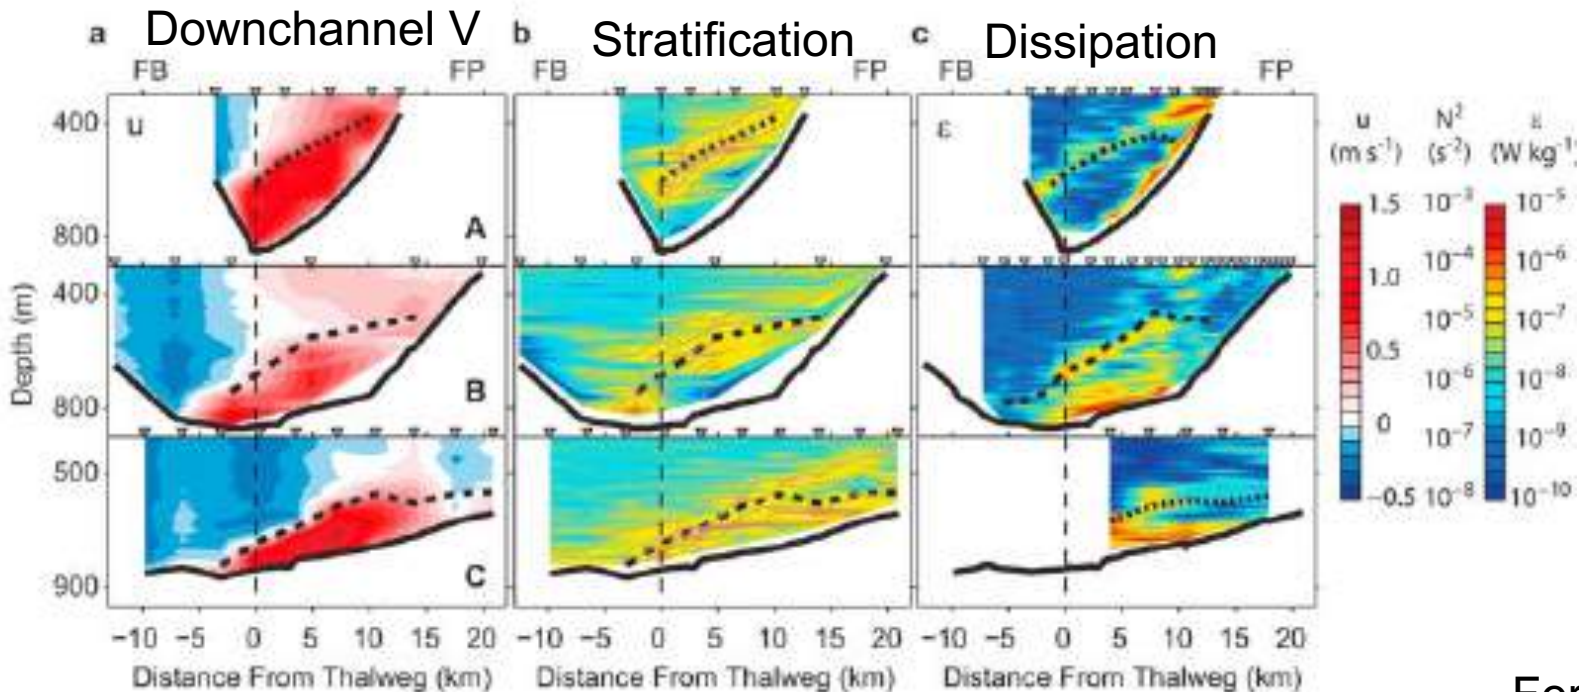 a Downchannel V b Stratification c Dissipation
FB FP FB FP FB FP
u ε
A
400
800
B
400
800
C
500
900
Depth (m)
−10 −5 0 5 10 15 20 −10 −5 0 5 10 15 20 −10 −5 0 5 10 15 20
Distance From Thalweg (km) Distance From Thalweg (km) Distance From Thalweg (km)
u N² ε
(m s⁻¹) (s⁻²) (W kg⁻¹)
1.5 10⁻³ 10⁻⁵
1.0 10⁻⁴ 10⁻⁶
0.5 10⁻⁵ 10⁻⁷
0 10⁻⁶ 10⁻⁸
−0.5 10⁻⁷ 10⁻⁹
10⁻⁸ 10⁻¹⁰